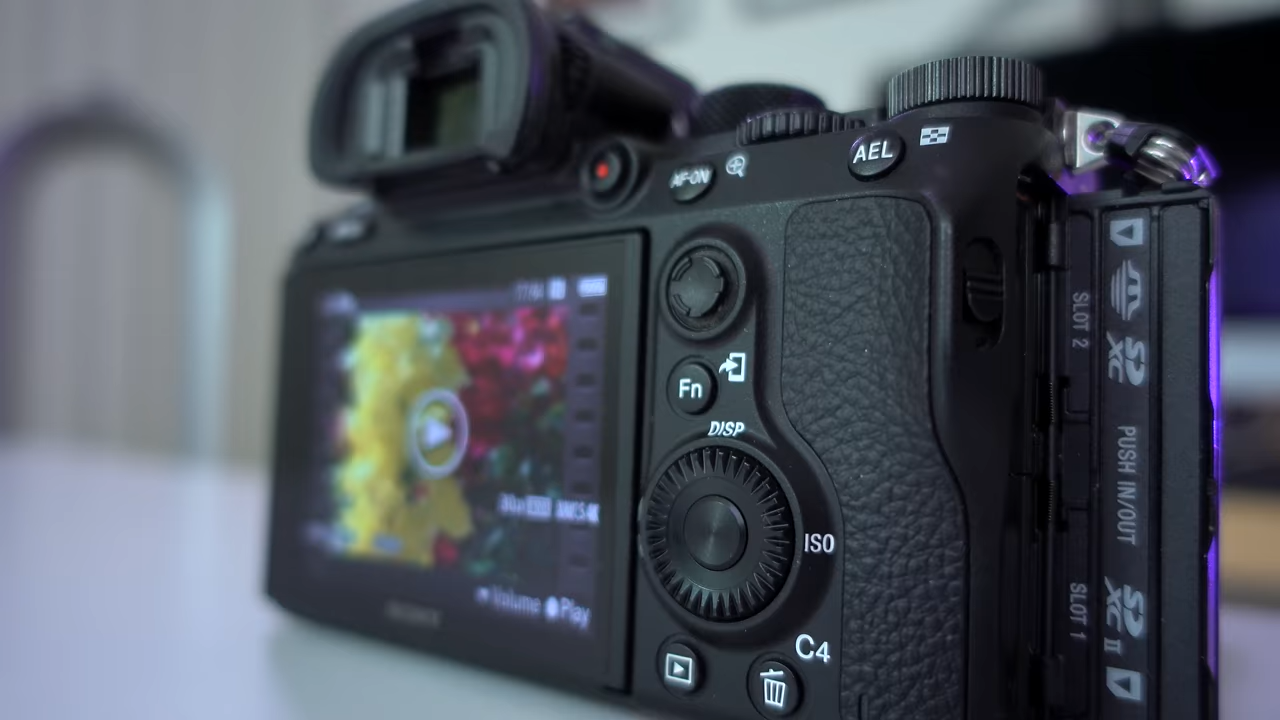 AF-ON
AEL
Fn
DISP
ISO
C4
Volume
Play
SONY
SLOT 2
SD
XC
PUSH IN/OUT
SLOT 1
SD
XC II